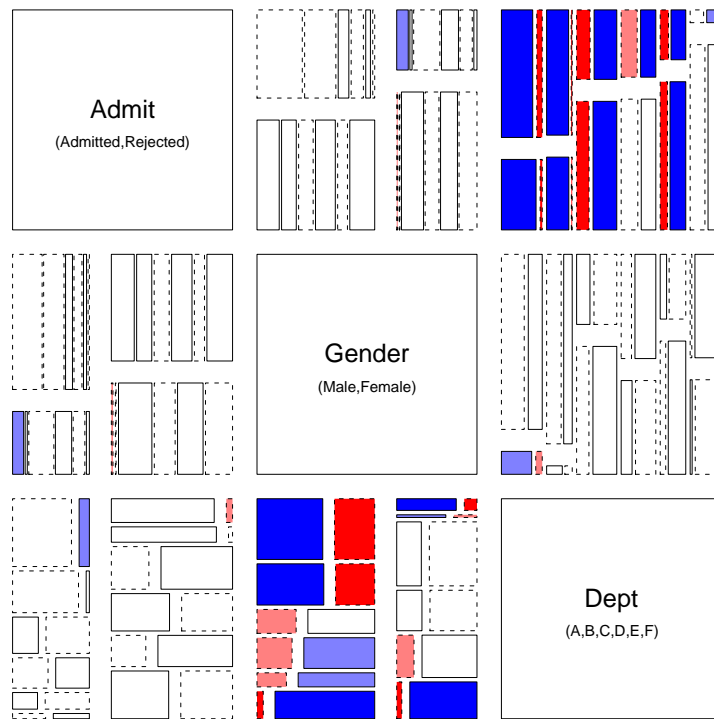 Admit
(Admitted,Rejected)
Gender
(Male,Female)
Dept
(A,B,C,D,E,F)